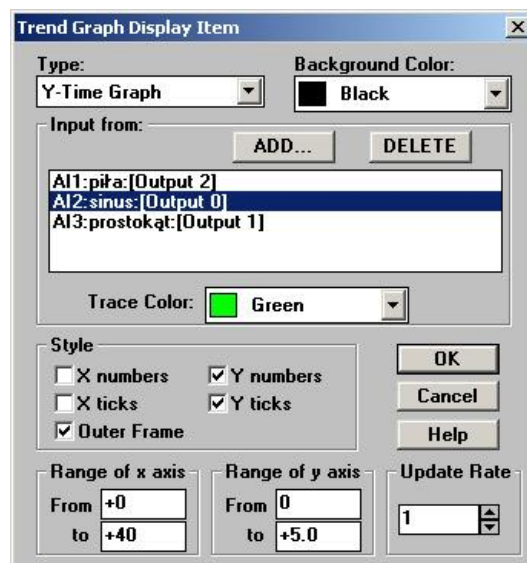 Trend Graph Display Item
Type:
Background Color:
Y-Time Graph
Black
Input from:
ADD...
DELETE
AI1:piła:[Output 2]
AI2:sinus:[Output 0]
AI3:prostokąt:[Output 1]
Trace Color:
Green
Style
X numbers
Y numbers
X ticks
Y ticks
Outer Frame
OK
Cancel
Help
Range of x axis
From +0
to +40
Range of y axis
From 0
to +5.0
Update Rate
1